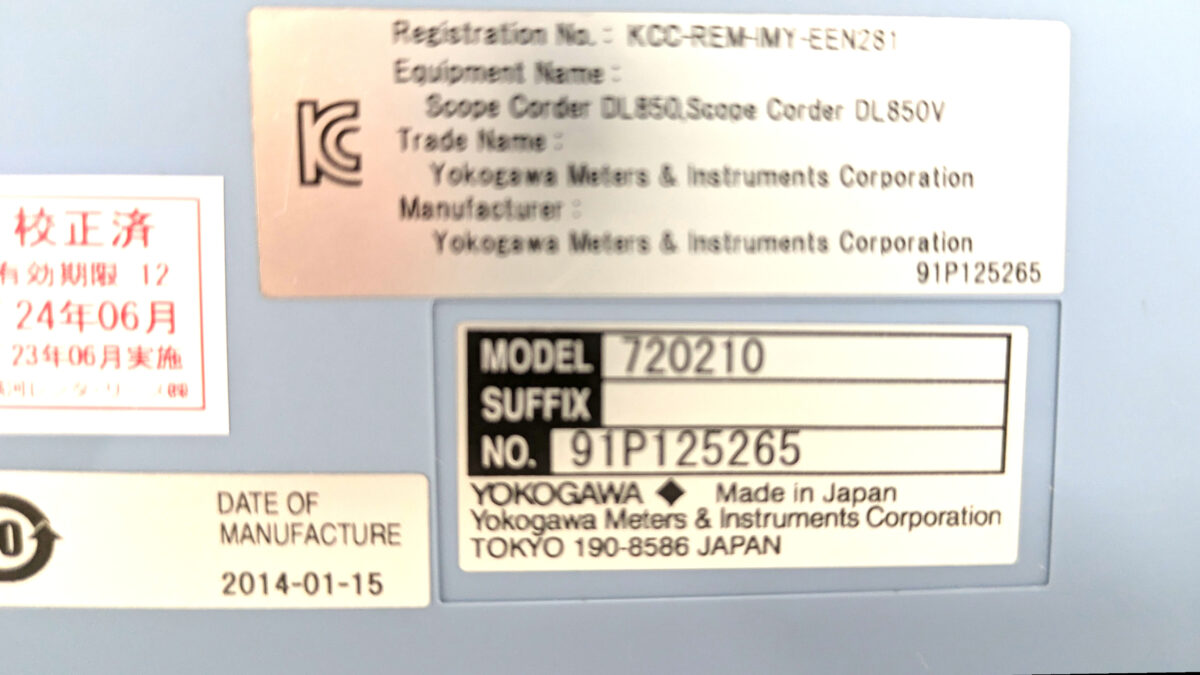 Registration No.: KCC-REM-IMY-EEN281
Equipment Name:
Scope Corder DL850,Scope Corder DL850V
Trade Name:
Yokogawa Meters & Instruments Corporation
Manufacturer:
Yokogawa Meters & Instruments Corporation
91P125265
校正済
有効期限 12
24年06月
23年06月実施
MODEL 720210
SUFFIX
NO. 91P125265
YOKOGAWA ◆ Made in Japan
Yokogawa Meters & Instruments Corporation
TOKYO 190-8586 JAPAN
DATE OF
MANUFACTURE
2014-01-15